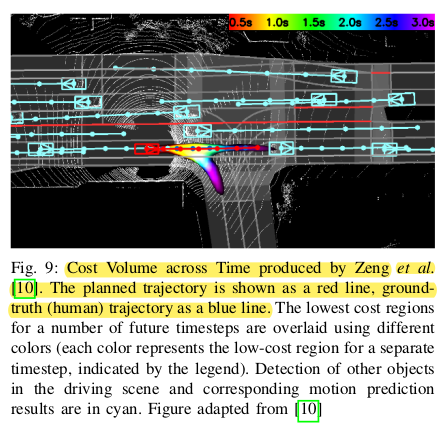 0.5s 1.0s 1.5s 2.0s 2.5s 3.0s
Fig. 9: Cost Volume across Time produced by Zeng et al.
[10]. The planned trajectory is shown as a red line, ground-
truth (human) trajectory as a blue line. The lowest cost regions
for a number of future timesteps are overlaid using different
colors (each color represents the low-cost region for a separate
timestep, indicated by the legend). Detection of other objects
in the driving scene and corresponding motion prediction
results are in cyan. Figure adapted from [10]